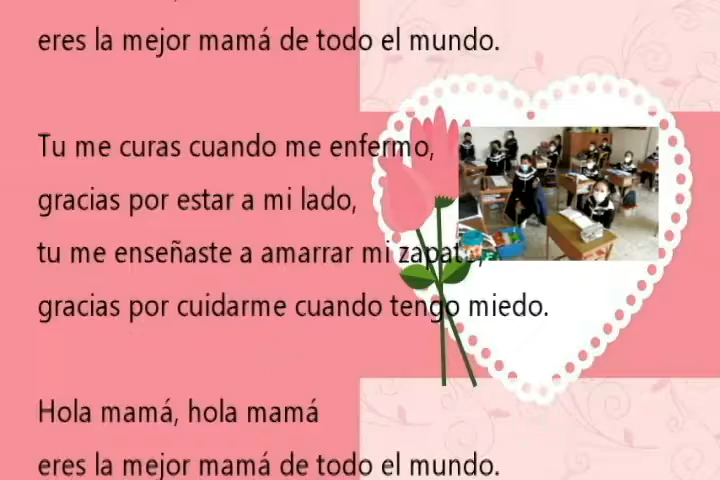 eres la mejor mamá de todo el mundo.
Tu me curas cuando me enfermo,
gracias por estar a mi lado,
tu me enseñaste a amarrar mi zapato,
gracias por cuidarme cuando tengo miedo.
Hola mamá, hola mamá
eres la mejor mamá de todo el mundo.